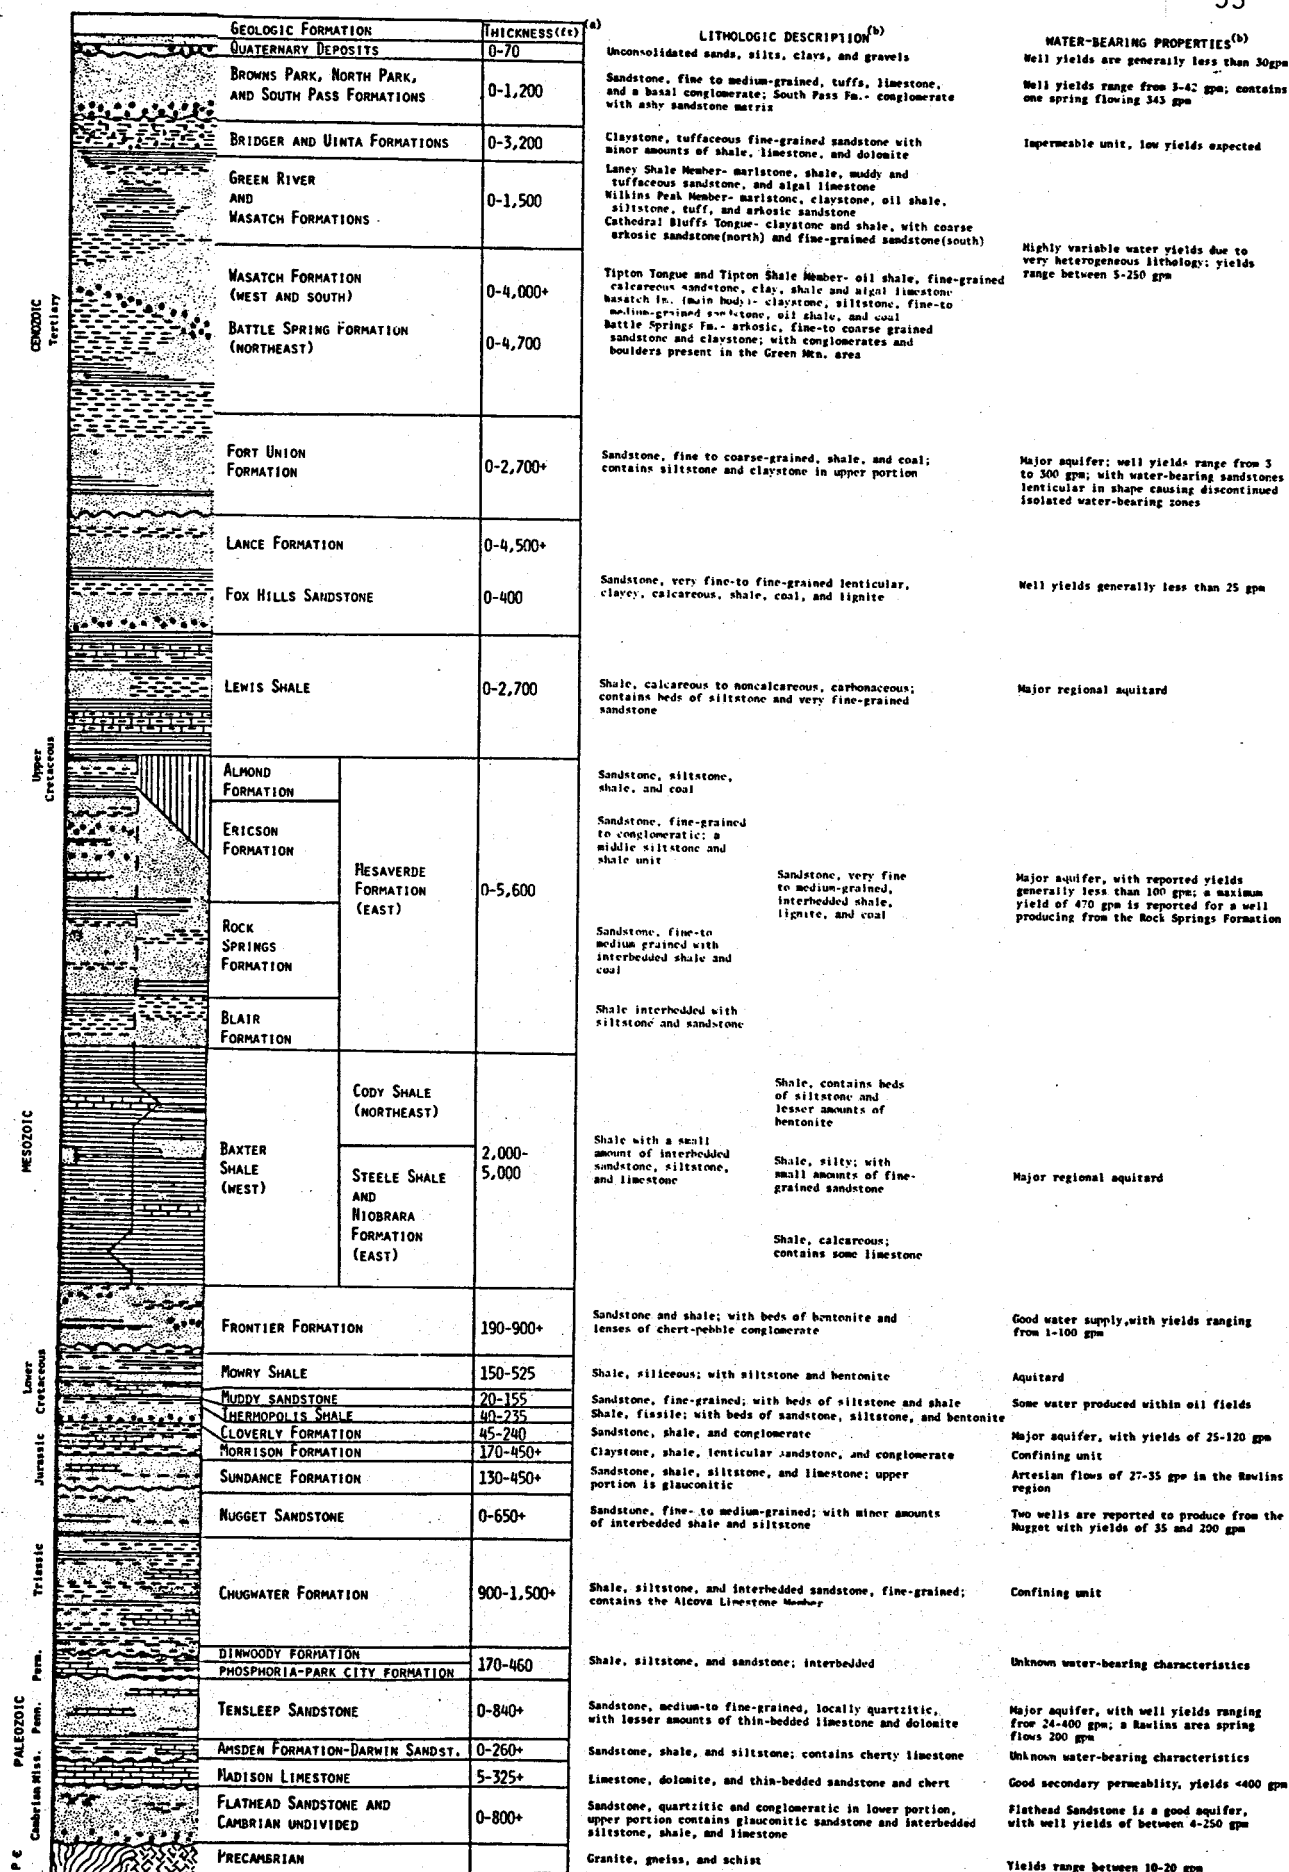 GEOLOGIC FORMATION THICKNESS(ft) (a) LITHOLOGIC DESCRIPTION(b) WATER-BEARING PROPERTIES(b)
QUATERNARY DEPOSITS 0-70 Unconsolidated sands, silts, clays, and gravels Well yields are generally less than 30gpm
BROWNS PARK, NORTH PARK,
AND SOUTH PASS FORMATIONS
0-1,200
Sandstone, fine to medium-grained, tuffs, limestone,
and a basal conglomerate; South Pass Fm.- conglomerate
with ashy sandstone matrix
Well yields range from 3-42 gpm; contains
one spring flowing 343 gpm
BRIDGER AND UINTA FORMATIONS 0-3,200
Claystone, tuffaceous fine-grained sandstone with
minor amounts of shale, limestone, and dolomite
Impermeable unit, low yields expected
GREEN RIVER
AND
WASATCH FORMATIONS
0-1,500
Laney Shale Member- marlstone, shale, muddy and
tuffaceous sandstone, and algal limestone
Wilkins Peak Member- marlstone, claystone, oil shale,
siltstone, tuff, and arkosic sandstone
Cathedral Bluffs Tongue- claystone and shale, with coarse
arkosic sandstone(north) and fine-grained sandstone(south)
Highly variable water yields due to
very heterogeneous lithology; yields
range between 5-250 gpm
CENOZOIC
Tertiary
WASATCH FORMATION
(WEST AND SOUTH)
0-4,000+
BATTLE SPRING FORMATION
(NORTHEAST)
0-4,700
Tipton Tongue and Tipton Shale Member- oil shale, fine-grained
calcareous sandstone, clay, shale and algal limestone
Wasatch Fm. (main body)- claystone, siltstone, fine-to
medium-grained sandstone, oil shale, and coal
Battle Springs Fm.- arkosic, fine-to coarse grained
sandstone and claystone; with conglomerates and
boulders present in the Green Mtn. area
FORT UNION
FORMATION
0-2,700+
Sandstone, fine to coarse-grained, shale, and coal;
contains siltstone and claystone in upper portion
Major aquifer; well yields range from 3
to 300 gpm; with water-bearing sandstones
lenticular in shape causing discontinued
isolated water-bearing zones
LANCE FORMATION 0-4,500+
FOX HILLS SANDSTONE 0-400
Sandstone, very fine-to fine-grained lenticular,
clayey, calcareous, shale, coal, and lignite
Well yields generally less than 25 gpm
LEWIS SHALE 0-2,700
Shale, calcareous to noncalcareous, carbonaceous;
contains beds of siltstone and very fine-grained
sandstone
Major regional aquitard
Upper
Cretaceous
ALMOND
FORMATION
Sandstone, siltstone,
shale, and coal
ERICSON
FORMATION
Sandstone, fine-grained
to conglomeratic; a
middle siltstone and
shale unit
MESAVERDE
FORMATION
(EAST)
0-5,600
Sandstone, very fine
to medium-grained,
interbedded shale,
lignite, and coal
Major aquifer, with reported yields
generally less than 100 gpm; a maximum
yield of 470 gpm is reported for a well
producing from the Rock Springs Formation
ROCK
SPRINGS
FORMATION
Sandstone, fine-to
medium grained with
interbedded shale and
coal
BLAIR
FORMATION
Shale interbedded with
siltstone and sandstone
MESOZOIC
BAXTER
SHALE
(WEST)
CODY SHALE
(NORTHEAST)
STEELE SHALE
AND
NIOBRARA
FORMATION
(EAST)
2,000-
5,000
Shale with a small
amount of interbedded
sandstone, siltstone,
and limestone
Shale, contains beds
of siltstone and
lesser amounts of
bentonite
Shale, silty; with
small amounts of fine-
grained sandstone
Shale, calcareous;
contains some limestone
Major regional aquitard
FRONTIER FORMATION 190-900+
Sandstone and shale; with beds of bentonite and
lenses of chert-pebble conglomerate
Good water supply,with yields ranging
from 1-100 gpm
Lower
Cretaceous
MOWRY SHALE 150-525 Shale, siliceous; with siltstone and bentonite Aquitard
MUDDY SANDSTONE 20-155 Sandstone, fine-grained; with beds of siltstone and shale Some water produced within oil fields
THERMOPOLIS SHALE 40-235 Shale, fissile; with beds of sandstone, siltstone, and bentonite
CLOVERLY FORMATION 45-240 Sandstone, shale, and conglomerate Major aquifer, with yields of 25-120 gpm
Jurassic
MORRISON FORMATION 170-450+ Claystone, shale, lenticular sandstone, and conglomerate Confining unit
SUNDANCE FORMATION 130-450+
Sandstone, shale, siltstone, and limestone; upper
portion is glauconitic
Artesian flows of 27-35 gpm in the Rawlins
region
NUGGET SANDSTONE 0-650+
Sandstone, fine- to medium-grained; with minor amounts
of interbedded shale and siltstone
Two wells are reported to produce from the
Nugget with yields of 35 and 200 gpm
Triassic
CHUGWATER FORMATION 900-1,500+
Shale, siltstone, and interbedded sandstone, fine-grained;
contains the Alcova Limestone Member
Confining unit
Perm.
DINWOODY FORMATION
PHOSPHORIA-PARK CITY FORMATION
170-460 Shale, siltstone, and sandstone; interbedded Unknown water-bearing characteristics
PALEOZOIC
Penn.
TENSLEEP SANDSTONE 0-840+
Sandstone, medium-to fine-grained, locally quartzitic,
with lesser amounts of thin-bedded limestone and dolomite
Major aquifer, with well yields ranging
from 24-400 gpm; a Rawlins area spring
flows 200 gpm
AMSDEN FORMATION-DARWIN SANDST. 0-260+ Sandstone, shale, and siltstone; contains cherty limestone Unknown water-bearing characteristics
Miss.
MADISON LIMESTONE 5-325+ Limestone, dolomite, and thin-bedded sandstone and chert Good secondary permeablity, yields <400 gpm
Cambrian
FLATHEAD SANDSTONE AND
CAMBRIAN UNDIVIDED
0-800+
Sandstone, quartzitic and conglomeratic in lower portion,
upper portion contains glauconitic sandstone and interbedded
siltstone, shale, and limestone
Flathead Sandstone is a good aquifer,
with well yields of between 4-250 gpm
P Є
PRECAMBRIAN Granite, gneiss, and schist Yields range between 10-20 gpm